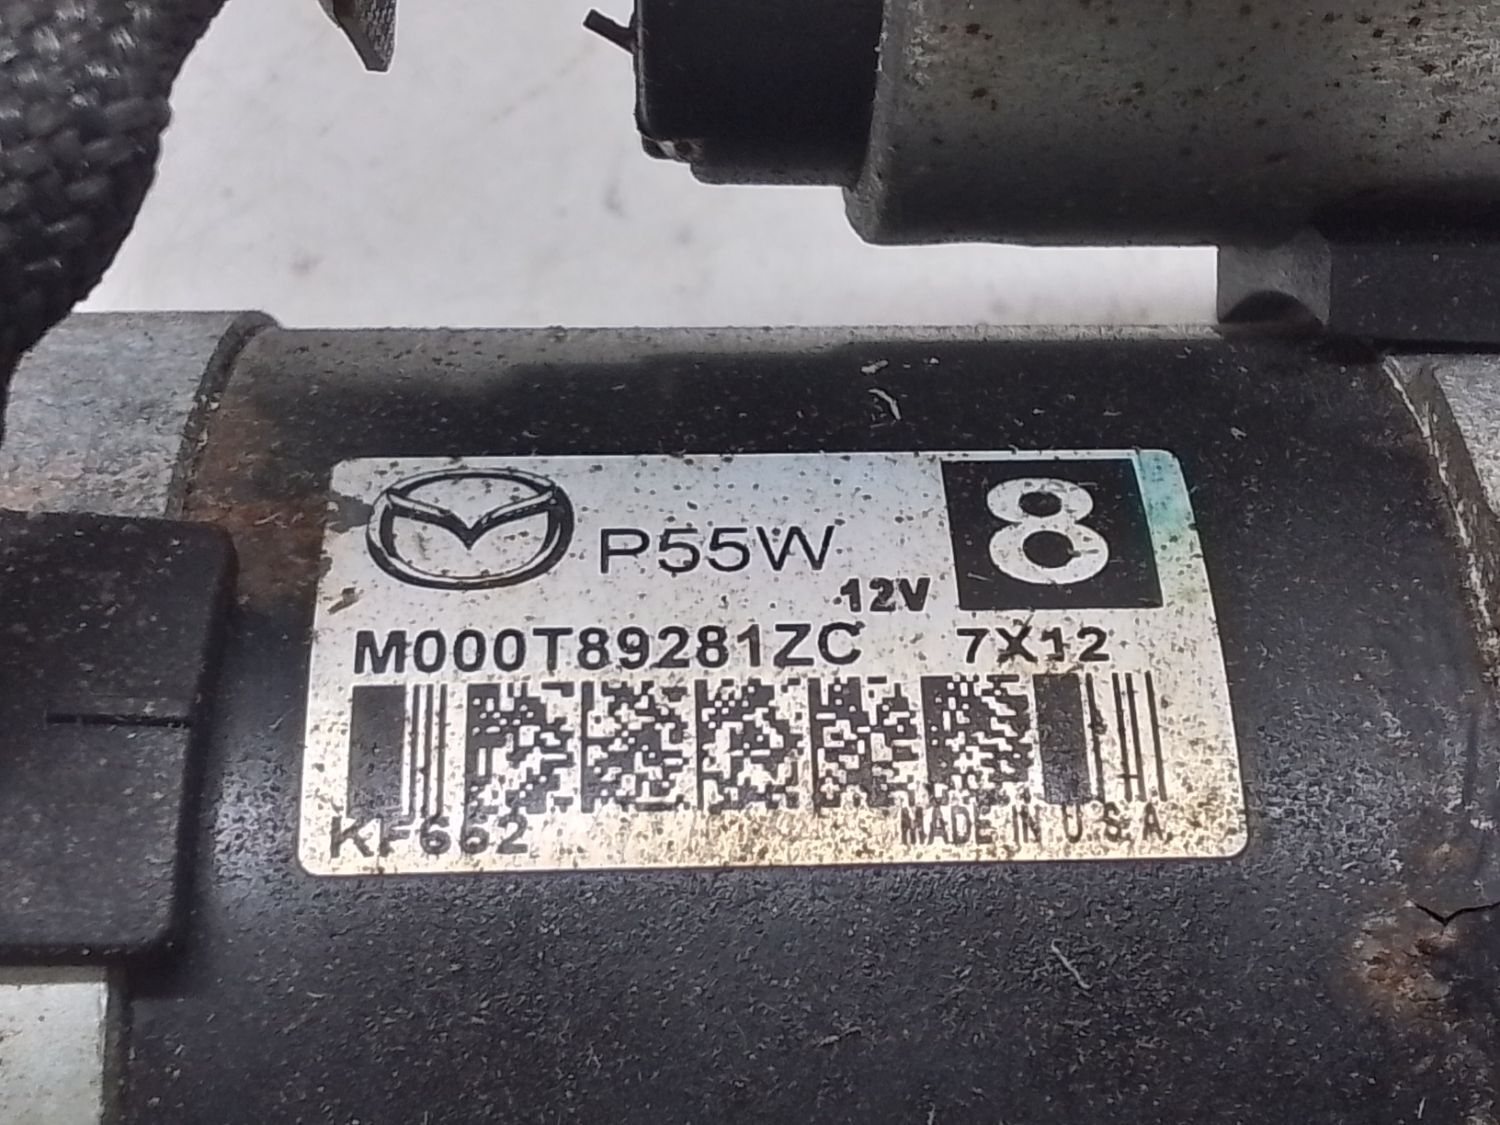 P55W
8
12V
M000T89281ZC 7X12
KF662
MADE IN U.S.A.